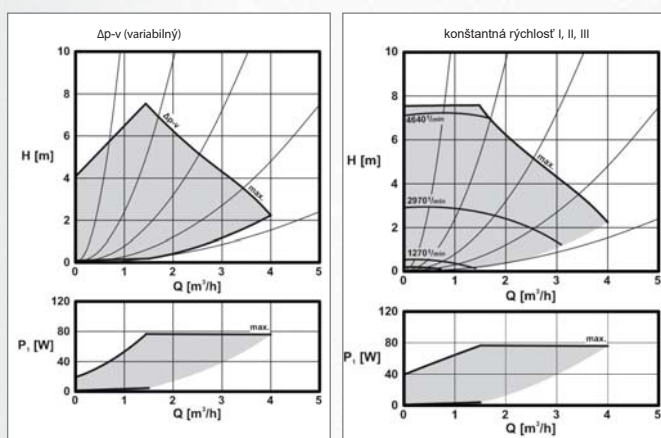 Δp-v (variabilný)
10
8
6
H [m]
4
2
0
Δp-v
max.
0 1 2 3 4 5
Q [m³/h]
120
P₁ [W]
80
40
0
max.
0 1 2 3 4 5
Q [m³/h]
konštantná rýchlosť I, II, III
10
8
6
H [m]
4
2
0
4640 ¹/min
max.
2970 ¹/min
1270 ¹/min
0 1 2 3 4 5
Q [m³/h]
120
P₁ [W]
80
40
0
max.
0 1 2 3 4 5
Q [m³/h]